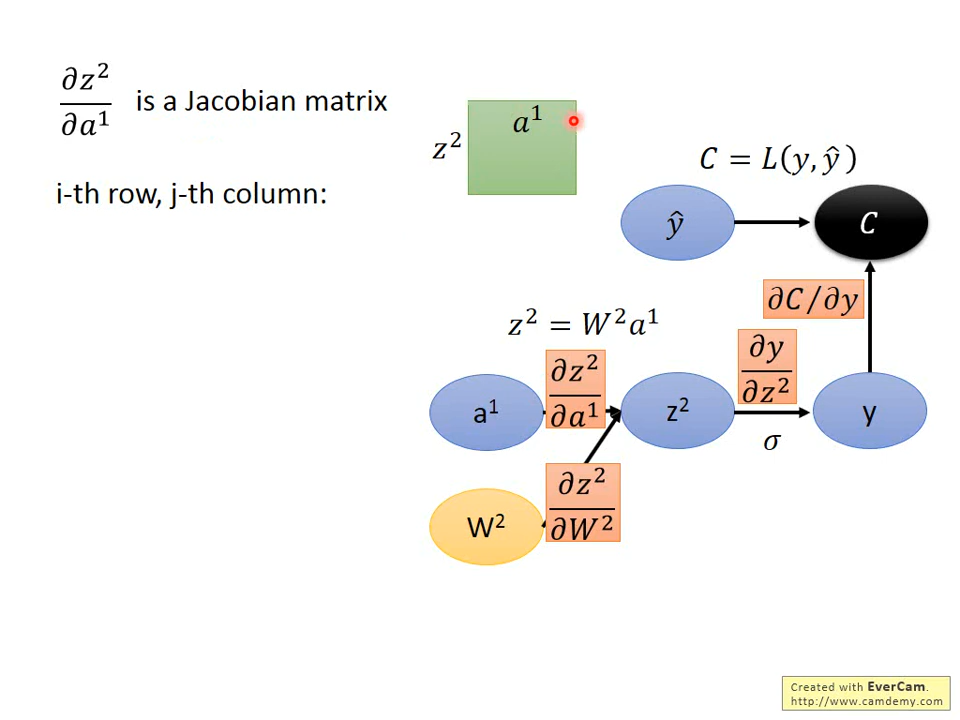 ∂z²/∂a¹ is a Jacobian matrix
i-th row, j-th column:
a¹
z²
C = L(y, ŷ)
ŷ
C
∂C/∂y
z² = W²a¹
∂z²/∂a¹
∂y/∂z²
a¹
z²
y
σ
∂z²/∂W²
W²
Created with EverCam.
http://www.camdemy.com